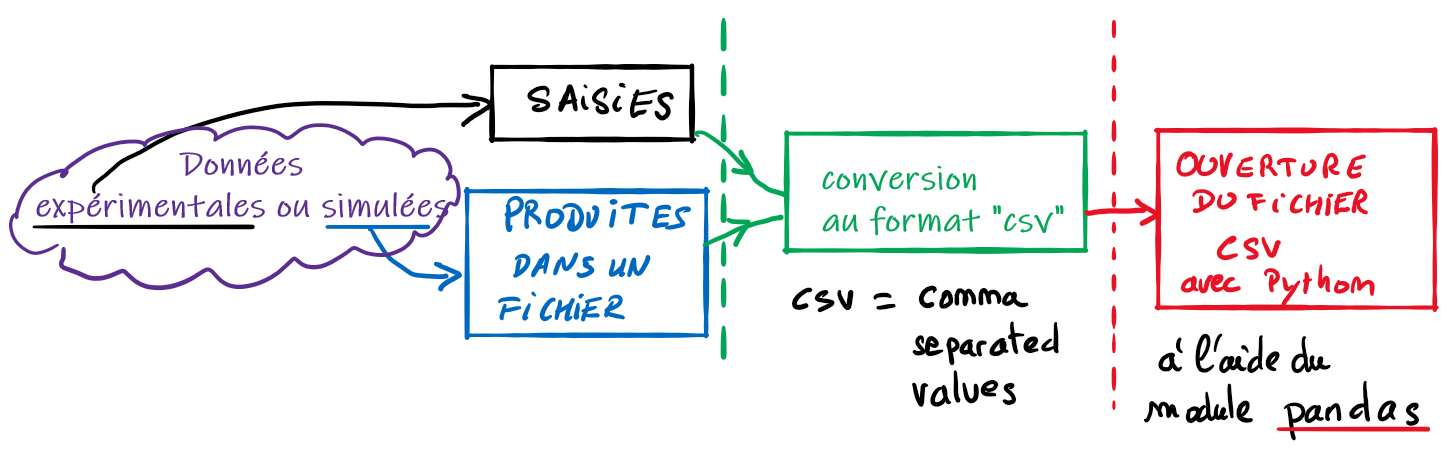 SAISIES
Données
expérimentales ou simulées
PRODUITES
DANS UN
FICHIER
conversion
au format "csv"
csv = comma
separated
values
OUVERTURE
DU FICHIER
CSV
avec Python
à l'aide du
module pandas